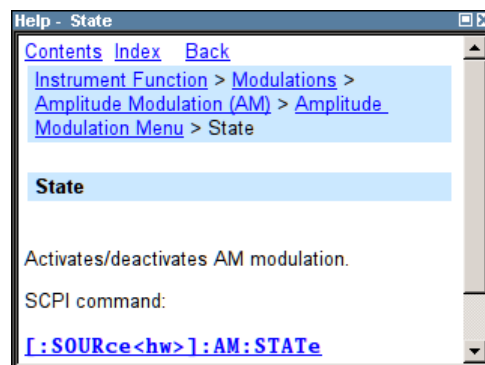 Help - State
Contents Index Back
Instrument Function > Modulations >
Amplitude Modulation (AM) > Amplitude
Modulation Menu > State
State
Activates/deactivates AM modulation.
SCPI command:
[:SOURce<hw>]:AM:STATe